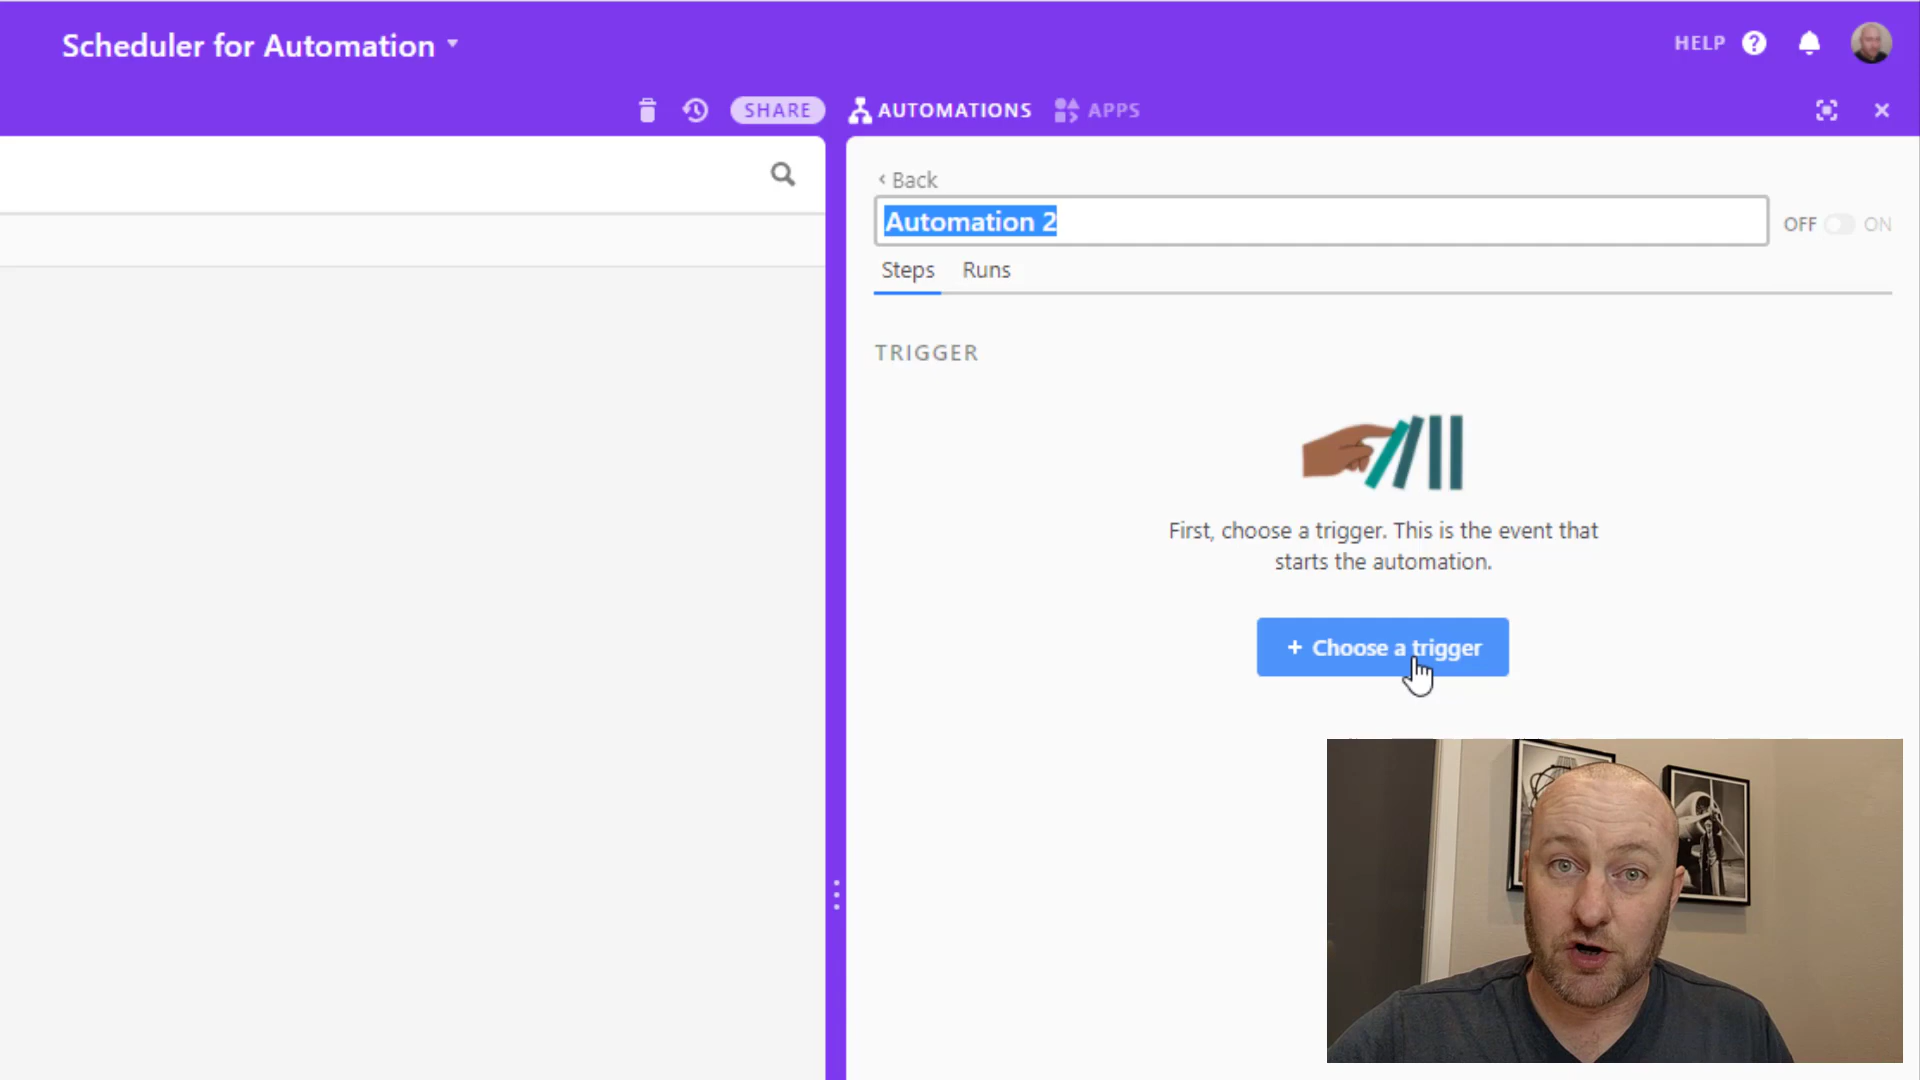 Scheduler for Automation
HELP
SHARE
AUTOMATIONS
APPS
Back
Automation 2
OFF
ON
Steps
Runs
TRIGGER
First, choose a trigger. This is the event that
starts the automation.
+ Choose a trigger